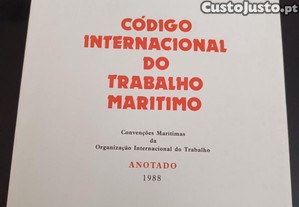 CustoJusto.pt
CÓDIGO
INTERNACIONAL
DO
TRABALHO
MARITIMO
Convenções Marítimas
da
Organização Internacional do Trabalho
ANOTADO
1988